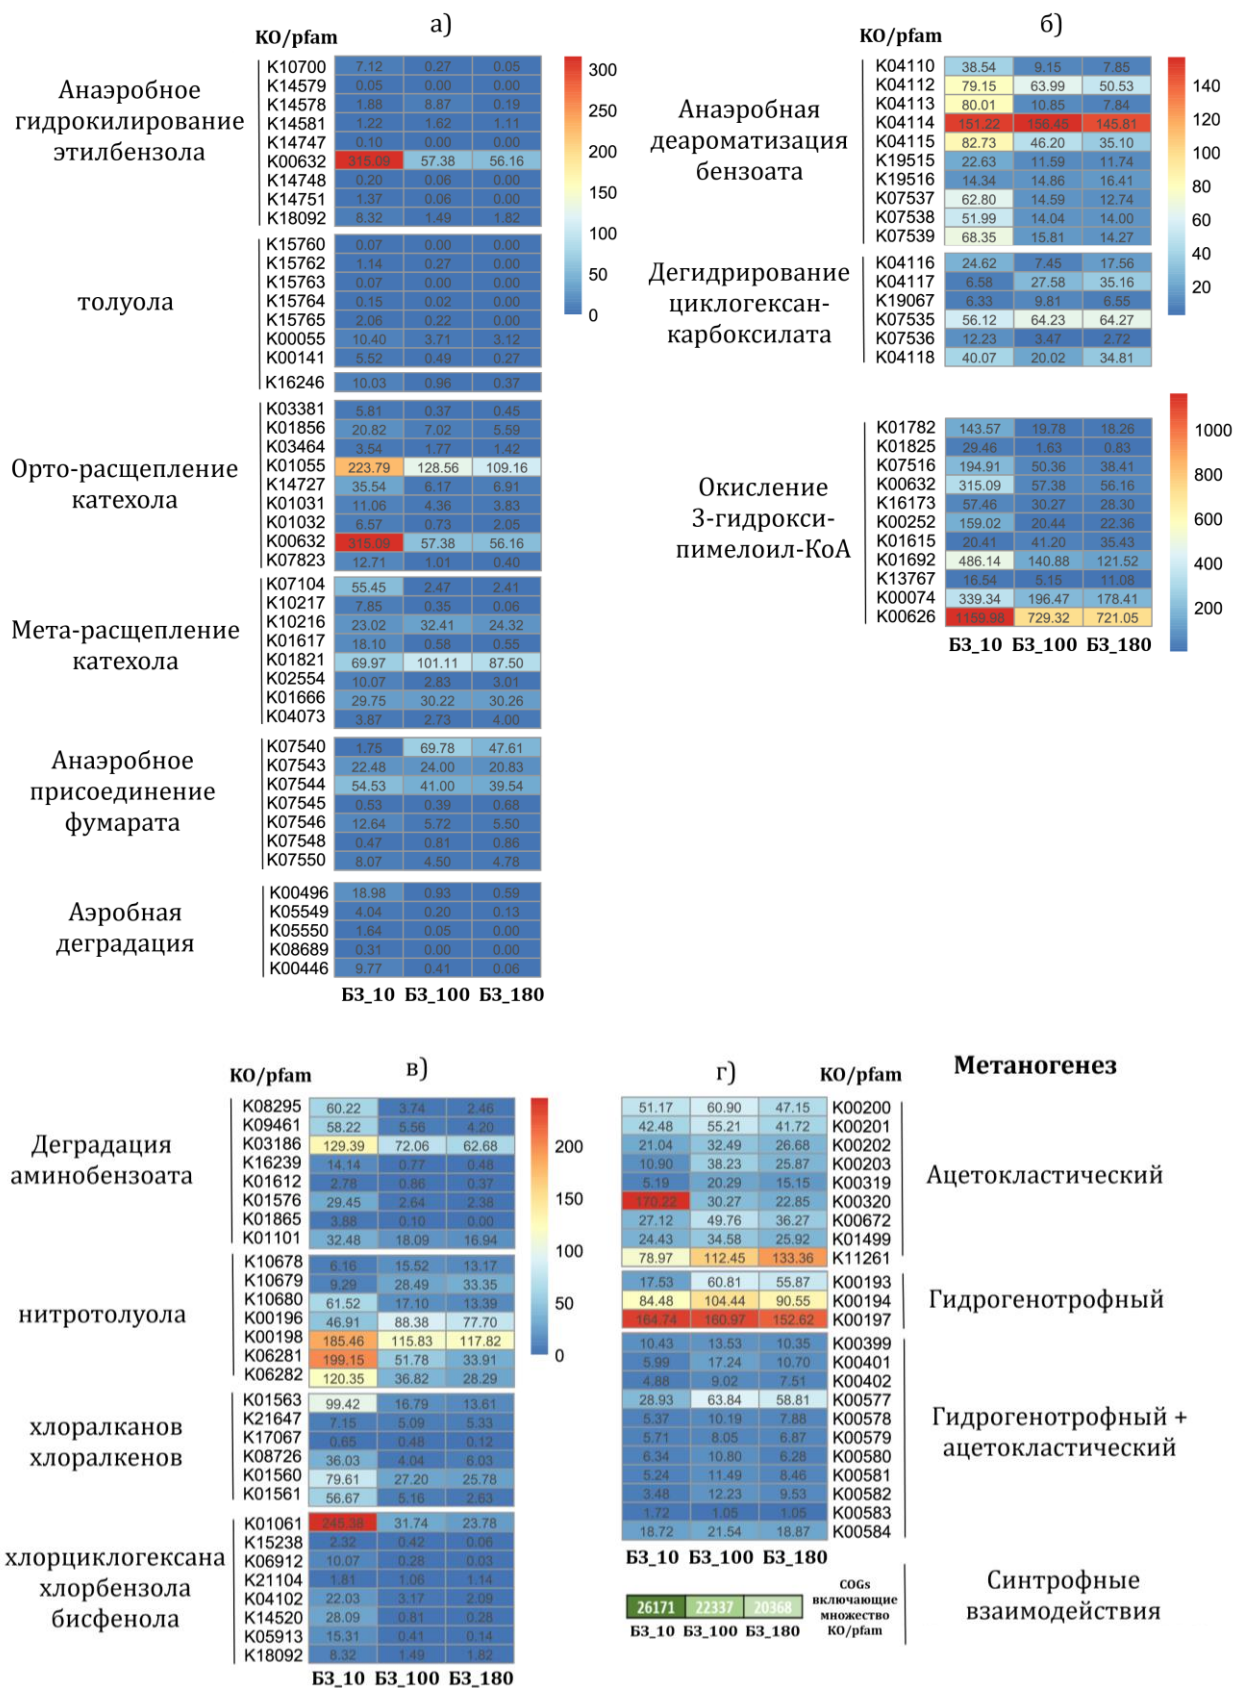 а)
KO/pfam
Анаэробное
гидрокилирование
этилбензола
K10700 7.12 0.27 0.05
K14579 0.05 0.00 0.00
K14578 1.88 8.87 0.19
K14581 1.22 1.62 1.11
K14747 0.10 0.00 0.00
K00632 315.09 57.38 56.16
K14748 0.20 0.06 0.00
K14751 1.37 0.06 0.00
K18092 8.32 1.49 1.82
300
250
200
150
100
50
0
толуола
K15760 0.07 0.00 0.00
K15762 1.14 0.27 0.00
K15763 0.07 0.00 0.00
K15764 0.15 0.02 0.00
K15765 2.06 0.22 0.00
K00055 10.40 3.71 3.12
K00141 5.52 0.49 0.27
K16246 10.03 0.96 0.37
Орто-расщепление
катехола
K03381 5.81 0.37 0.45
K01856 20.82 7.02 5.59
K03464 3.54 1.77 1.42
K01055 223.79 128.56 109.16
K14727 35.54 6.17 6.91
K01031 11.06 4.36 3.83
K01032 6.57 0.73 2.05
K00632 315.09 57.38 56.16
K07823 12.71 1.01 0.40
Мета-расщепление
катехола
K07104 55.45 2.47 2.41
K10217 7.85 0.35 0.06
K10216 23.02 32.41 24.32
K01617 18.10 0.58 0.55
K01821 69.97 101.11 87.50
K02554 10.07 2.83 3.01
K01666 29.75 30.22 30.26
K04073 3.87 2.73 4.00
Анаэробное
присоединение
фумарата
K07540 1.75 69.78 47.61
K07543 22.48 24.00 20.83
K07544 54.53 41.00 39.54
K07545 0.53 0.39 0.68
K07546 12.64 5.72 5.50
K07548 0.47 0.81 0.86
K07550 8.07 4.50 4.78
Аэробная
деградация
K00496 18.98 0.93 0.59
K05549 4.04 0.20 0.13
K05550 1.64 0.05 0.00
K08689 0.31 0.00 0.00
K00446 9.77 0.41 0.06
БЗ_10 БЗ_100 БЗ_180
б)
KO/pfam
Анаэробная
деароматизация
бензоата
K04110 38.54 9.15 7.85
K04112 79.15 63.99 50.53
K04113 80.01 10.85 7.84
K04114 151.22 156.45 145.81
K04115 82.73 46.20 35.10
K19515 22.63 11.59 11.74
K19516 14.34 14.86 16.41
K07537 62.80 14.59 12.74
K07538 51.99 14.04 14.00
K07539 68.35 15.81 14.27
140
120
100
80
60
40
20
Дегидрирование
циклогексан-
карбоксилата
K04116 24.62 7.45 17.56
K04117 6.58 27.58 35.16
K19067 6.33 9.81 6.55
K07535 56.12 64.23 64.27
K07536 12.23 3.47 2.72
K04118 40.07 20.02 34.81
Окисление
3-гидрокси-
пимелоил-КоА
K01782 143.57 19.78 18.26
K01825 29.46 1.63 0.83
K07516 194.91 50.36 38.41
K00632 315.09 57.38 56.16
K16173 57.46 30.27 28.30
K00252 159.02 20.44 22.36
K01615 20.41 41.20 35.43
K01692 486.14 140.88 121.52
K13767 16.54 5.15 11.08
K00074 339.34 196.47 178.41
K00626 1159.98 729.32 721.05
1000
800
600
400
200
БЗ_10 БЗ_100 БЗ_180
в)
KO/pfam
Деградация
аминобензоата
K08295 60.22 3.74 2.46
K09461 58.22 5.56 4.20
K03186 129.39 72.06 62.68
K16239 14.14 0.77 0.48
K01612 2.78 0.86 0.37
K01576 29.45 2.64 2.38
K01865 3.88 0.10 0.00
K01101 32.48 18.09 16.94
200
150
100
50
0
нитротолуола
K10678 6.16 15.52 13.17
K10679 9.29 28.49 33.35
K10680 61.52 17.10 13.39
K00196 46.91 88.38 77.70
K00198 185.46 115.83 117.82
K06281 199.15 51.78 33.91
K06282 120.35 36.82 28.29
хлоралканов
хлоралкенов
K01563 99.42 16.79 13.61
K21647 7.15 5.09 5.33
K17067 0.65 0.48 0.12
K08726 36.03 4.04 6.03
K01560 79.61 27.20 25.78
K01561 56.67 5.16 2.63
хлорциклогексана
хлорбензола
бисфенола
K01061 245.38 31.74 23.78
K15238 2.32 0.42 0.06
K06912 10.07 0.28 0.03
K21104 1.81 1.06 1.14
K04102 22.03 3.17 2.09
K14520 28.09 0.81 0.28
K05913 15.31 0.41 0.14
K18092 8.32 1.49 1.82
БЗ_10 БЗ_100 БЗ_180
г)
KO/pfam
Метаногенез
51.17 60.90 47.15 K00200
42.48 55.21 41.72 K00201
21.04 32.49 26.68 K00202
10.90 38.23 25.87 K00203
5.19 20.29 15.15 K00319
170.22 30.27 22.85 K00320
27.12 49.76 36.27 K00672
24.43 34.58 25.92 K01499
78.97 112.45 133.36 K11261
Ацетокластический
17.53 60.81 55.87 K00193
84.48 104.44 90.55 K00194
164.74 160.97 152.62 K00197
Гидрогенотрофный
10.43 13.53 10.35 K00399
5.99 17.24 10.70 K00401
4.88 9.02 7.51 K00402
28.93 63.84 58.81 K00577
5.37 10.19 7.88 K00578
5.71 8.05 6.87 K00579
6.34 10.80 6.28 K00580
5.24 11.49 8.46 K00581
3.48 12.23 9.53 K00582
1.72 1.05 1.05 K00583
18.72 21.54 18.87 K00584
Гидрогенотрофный +
ацетокластический
БЗ_10 БЗ_100 БЗ_180
26171 22337 20368
БЗ_10 БЗ_100 БЗ_180
COGs
включающие
множество
KO/pfam
Синтрофные
взаимодействия